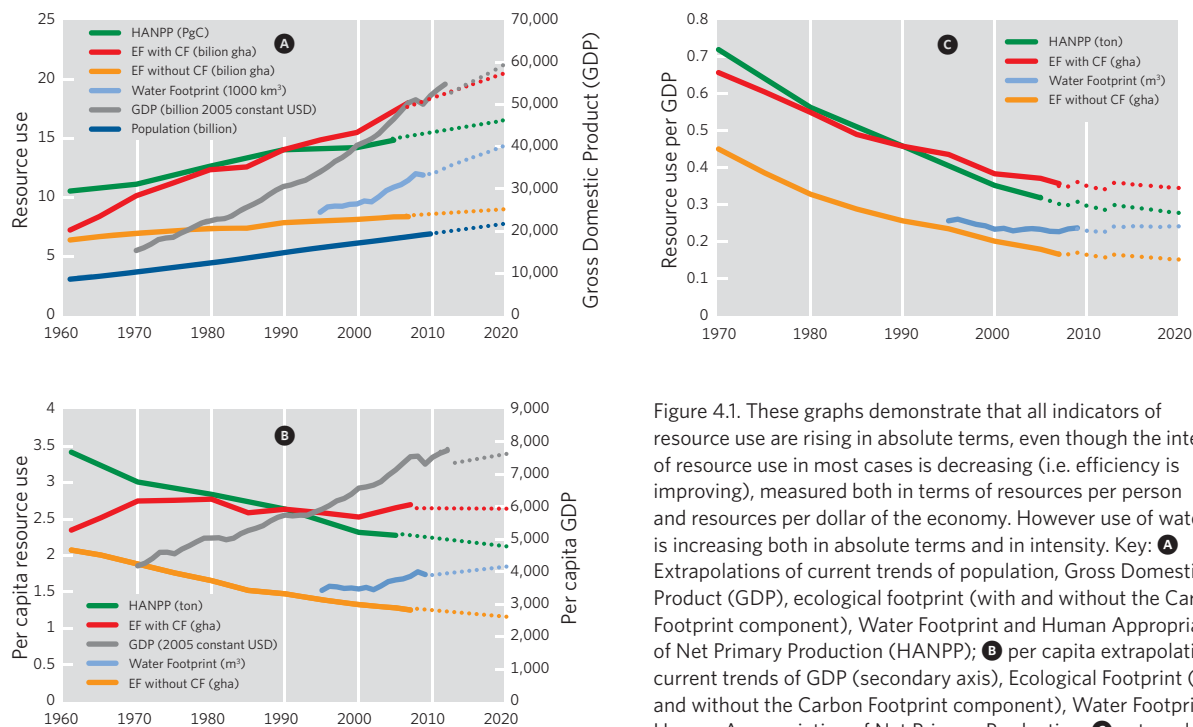 25
20
15
10
5
0
Resource use
HANPP (PgC)
EF with CF (bilion gha)
EF without CF (bilion gha)
Water Footprint (1000 km³)
GDP (billion 2005 constant USD)
Population (billion)
A
70,000
60,000
50,000
40,000
30,000
20,000
10,000
0
Gross Domestic Product (GDP)
1960 1970 1980 1990 2000 2010 2020
0.8
0.7
0.6
0.5
0.4
0.3
0.2
0.1
0
Resource use per GDP
C
HANPP (ton)
EF with CF (gha)
Water Footprint (m³)
EF without CF (gha)
1970 1980 1990 2000 2010 2020
4
3.5
3
2.5
2
1.5
1
0.5
0
Per capita resource use
B
HANPP (ton)
EF with CF (gha)
GDP (2005 constant USD)
Water Footprint (m³)
EF without CF (gha)
9,000
8,000
7,000
6,000
5,000
4,000
3,000
2,000
1,000
0
Per capita GDP
1960 1970 1980 1990 2000 2010 2020
Figure 4.1. These graphs demonstrate that all indicators of
resource use are rising in absolute terms, even though the inte
of resource use in most cases is decreasing (i.e. efficiency is
improving), measured both in terms of resources per person
and resources per dollar of the economy. However use of wate
is increasing both in absolute terms and in intensity. Key: A
Extrapolations of current trends of population, Gross Domesti
Product (GDP), ecological footprint (with and without the Car
Footprint component), Water Footprint and Human Appropria
of Net Primary Production (HANPP); B per capita extrapolati
current trends of GDP (secondary axis), Ecological Footprint (
and without the Carbon Footprint component), Water Footprin